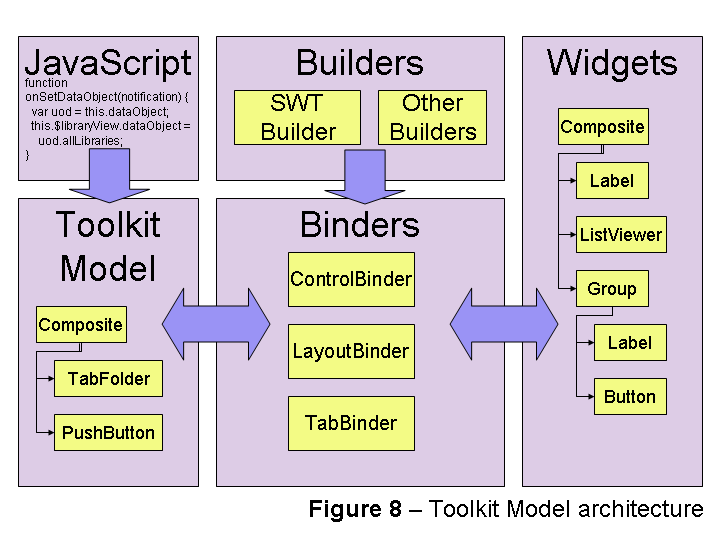 JavaScript
function
onSetDataObject(notification) {
var uod = this.dataObject;
this.$libraryView.dataObject =
uod.allLibraries;
}
Builders
SWT
Builder
Other
Builders
Widgets
Composite
Label
ListViewer
Group
Label
Button
Toolkit
Model
Composite
TabFolder
PushButton
Binders
ControlBinder
LayoutBinder
TabBinder
Figure 8 – Toolkit Model architecture